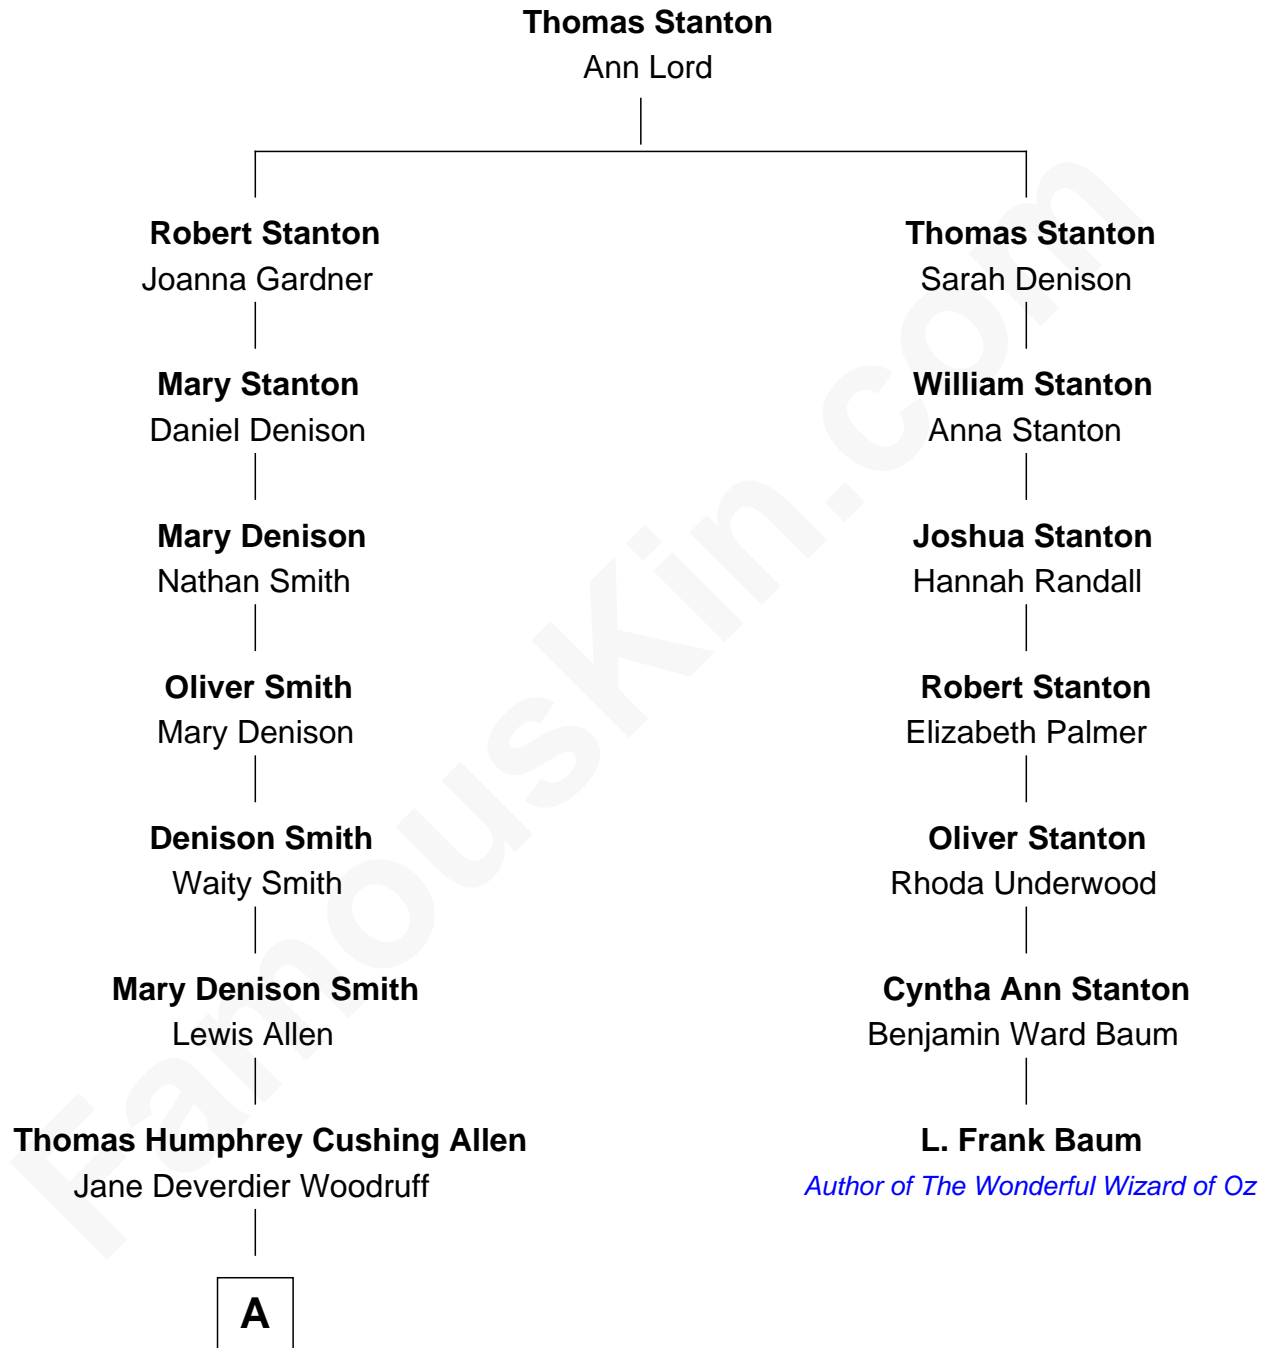 Thomas Stanton
Ann Lord
Robert Stanton
Joanna Gardner
Thomas Stanton
Sarah Denison
Mary Stanton
Daniel Denison
William Stanton
Anna Stanton
Mary Denison
Nathan Smith
Joshua Stanton
Hannah Randall
Oliver Smith
Mary Denison
Robert Stanton
Elizabeth Palmer
Denison Smith
Waity Smith
Oliver Stanton
Rhoda Underwood
Mary Denison Smith
Lewis Allen
Cyntha Ann Stanton
Benjamin Ward Baum
Thomas Humphrey Cushing Allen
Jane Deverdier Woodruff
L. Frank Baum
Author of The Wonderful Wizard of Oz
A
FamousKin.com